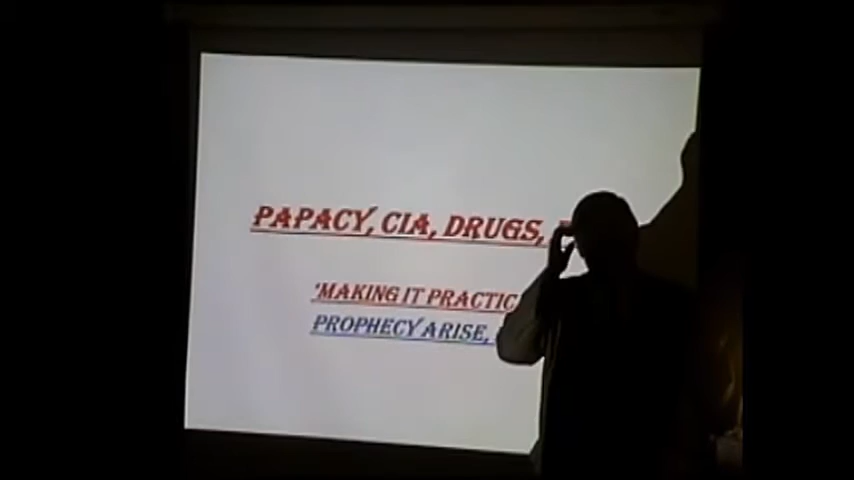 PAPACY, CIA, DRUGS,
'MAKING IT PRACTIC
PROPHECY ARISE,